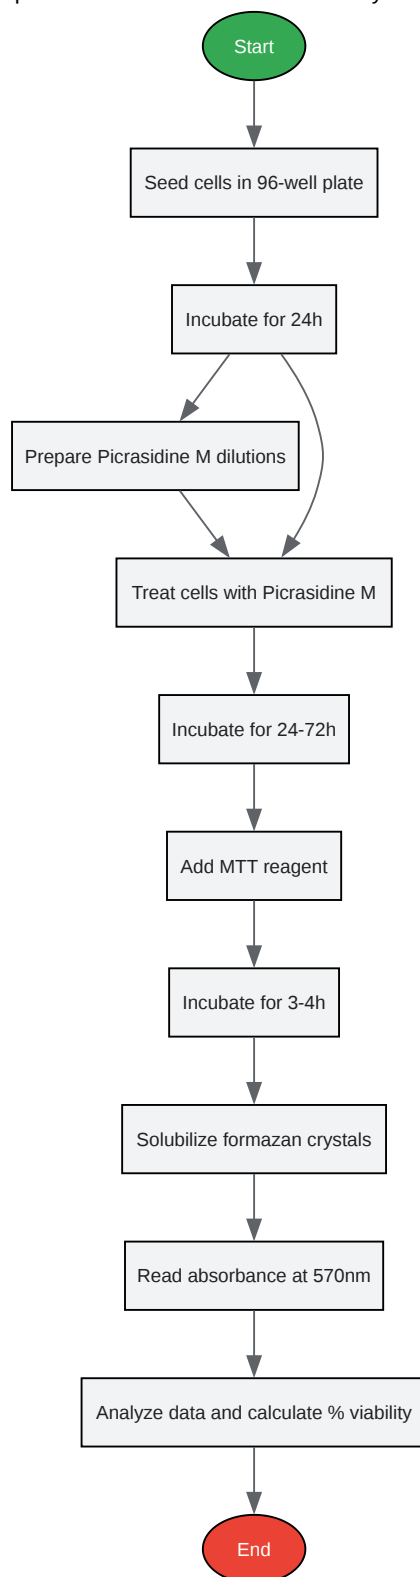 Start
Seed cells in 96-well plate
Incubate for 24h
Prepare Picrasidine M dilutions
Treat cells with Picrasidine M
Incubate for 24-72h
Add MTT reagent
Incubate for 3-4h
Solubilize formazan crystals
Read absorbance at 570nm
Analyze data and calculate % viability
End